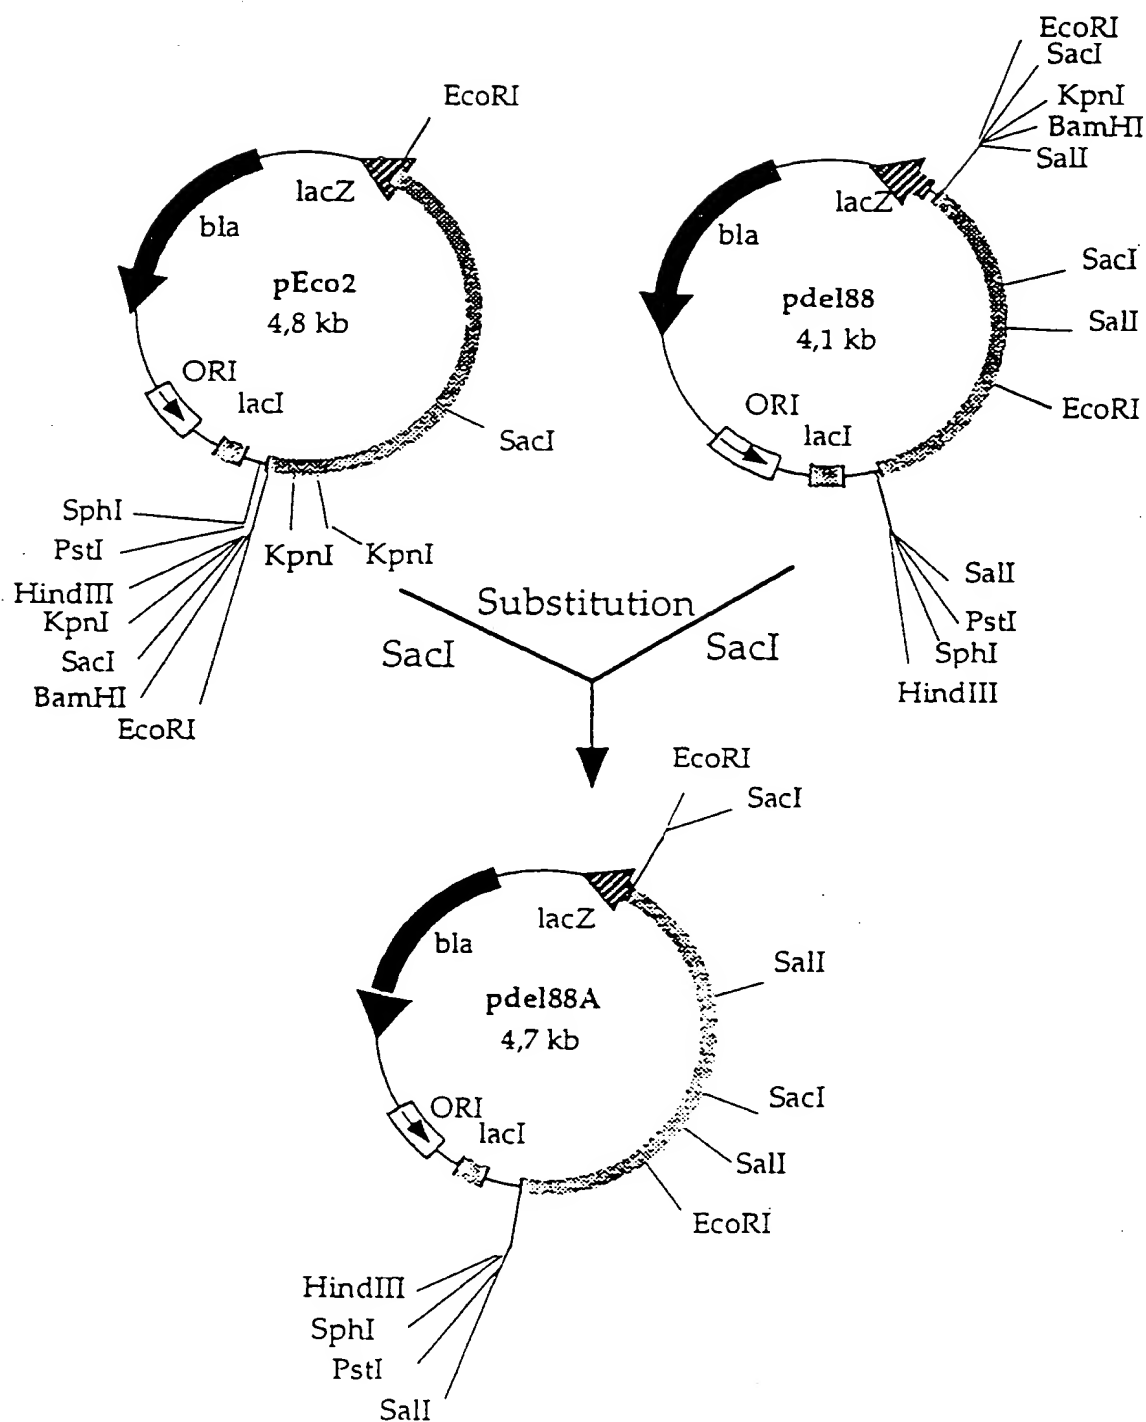 EcoRI
lacZ
bla
pEco2
4,8 kb
ORI
lacI
SacI
SphI
PstI
HindIII
KpnI
SacI
BamHI
EcoRI
KpnI
KpnI
EcoRI
SacI
KpnI
BamHI
SalI
lacZ
bla
pdel88
4,1 kb
SacI
SalI
EcoRI
ORI
lacI
SalI
PstI
SphI
HindIII
Substitution
SacI
SacI
EcoRI
SacI
lacZ
bla
pdel88A
4,7 kb
SalI
SacI
SalI
EcoRI
ORI
lacI
HindIII
SphI
PstI
SalI